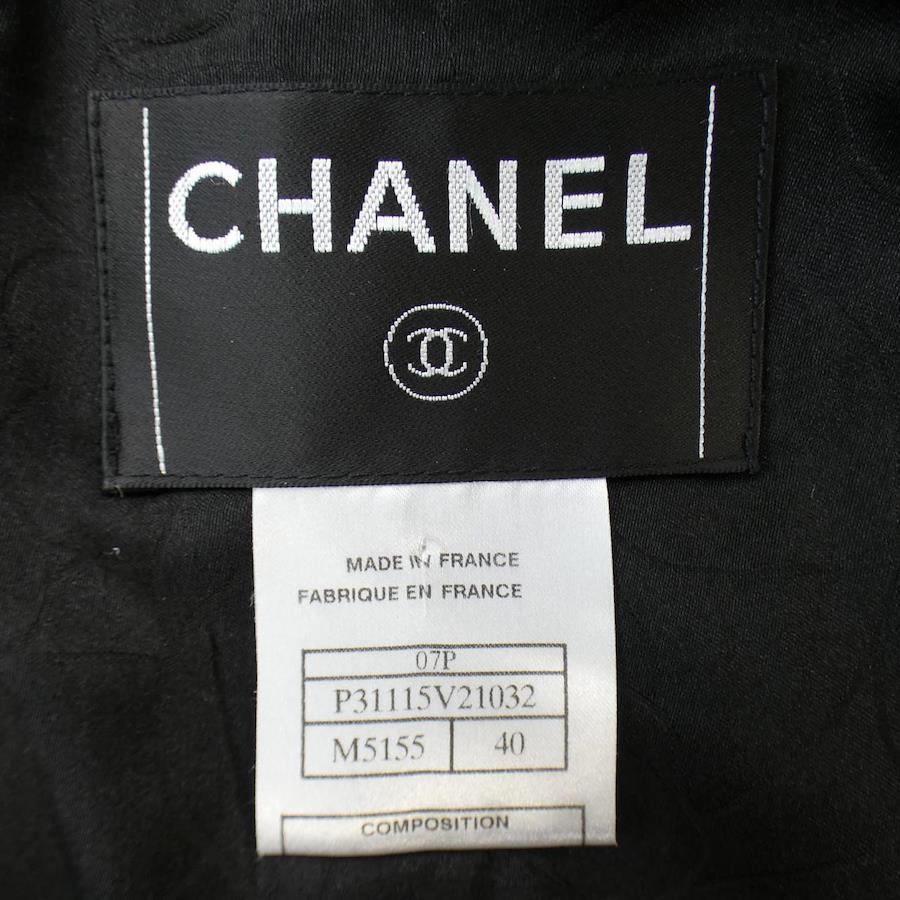 CHANEL
MADE IN FRANCE
FABRIQUE EN FRANCE
07P
P31115V21032
M5155 40
COMPOSITION